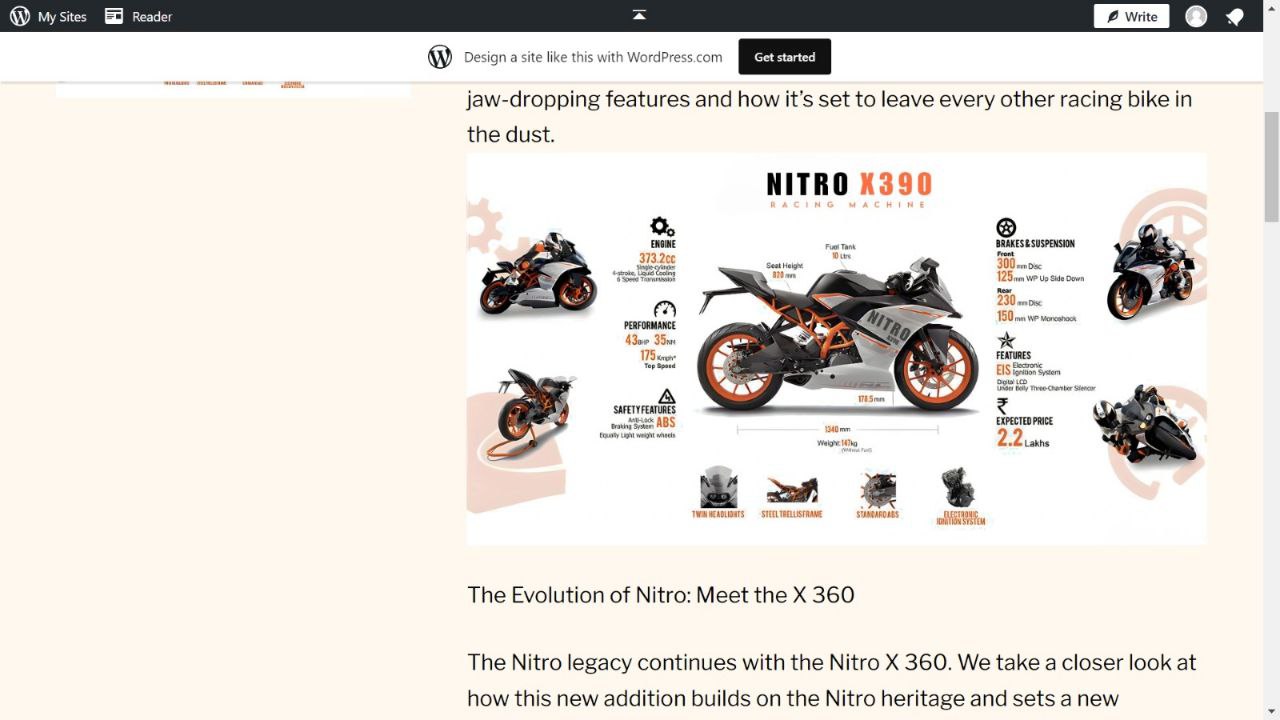 My Sites
Reader
Write
Design a site like this with WordPress.com
Get started
jaw-dropping features and how it’s set to leave every other racing bike in
the dust.
NITRO X390
RACING MACHINE
ENGINE
373.2cc
Single-cylinder
4-stroke, Liquid Cooling
6 Speed Transmission
PERFORMANCE
43BHP 35NM
175 Kmph*
Top Speed
SAFETY FEATURES
Anti-Lock
Braking System ABS
Equally Light weight wheels
Fuel Tank
10 Ltrs
Seat Height
820 mm
NITRO
178.5 mm
1340 mm
Weight: 147kg
(Without Fuel)
BRAKES & SUSPENSION
Front
300 mm Disc
125 mm WP Up Side Down
Rear
230 mm Disc
150 mm WP Monoshock
FEATURES
EIS Electronic
Ignition System
Digital LCD
Under Belly Three-Chamber Silencer
₹
EXPECTED PRICE
2.2 Lakhs
TWIN HEADLIGHTS
STEEL TRELLIS FRAME
STANDARD ABS
ELECTRONIC
IGNITION SYSTEM
The Evolution of Nitro: Meet the X 360
The Nitro legacy continues with the Nitro X 360. We take a closer look at
how this new addition builds on the Nitro heritage and sets a new